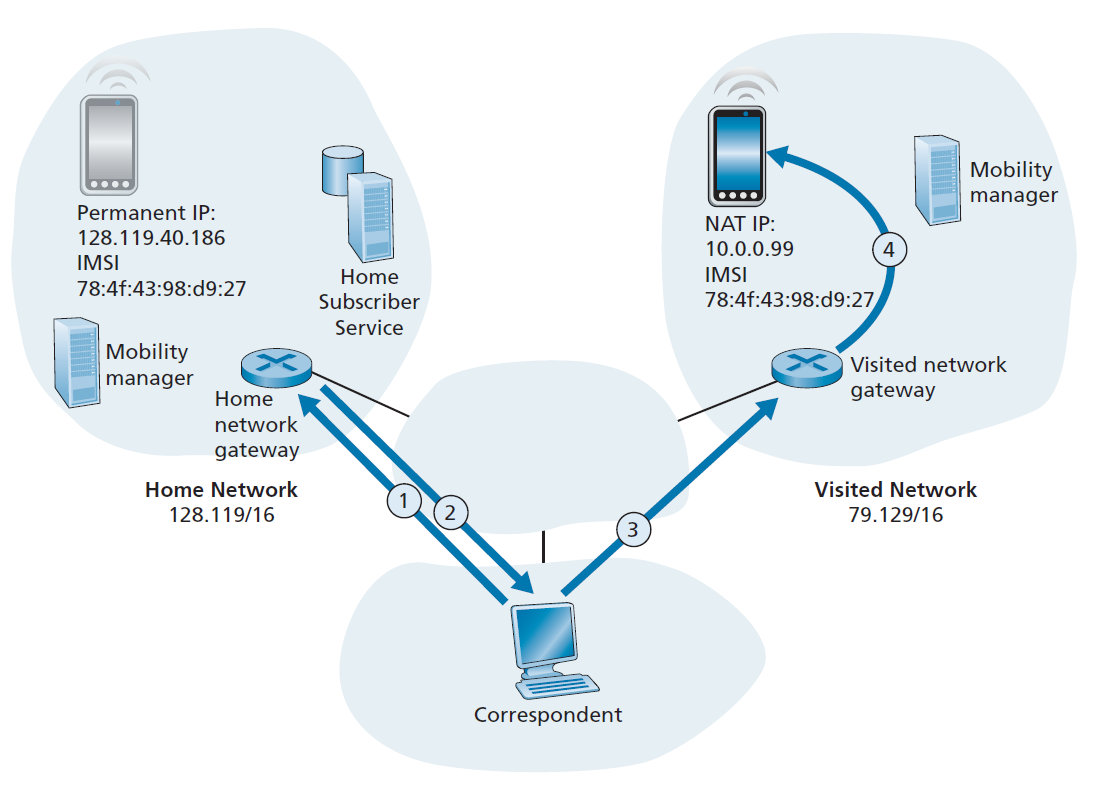 Permanent IP:
128.119.40.186
IMSI
78:4f:43:98:d9:27
Home
Subscriber
Service
Mobility
manager
Home
network
gateway
Home Network
128.119/16
NAT IP:
10.0.0.99
IMSI
78:4f:43:98:d9:27
Mobility
manager
4
Visited network
gateway
Visited Network
79.129/16
1
2
3
Correspondent